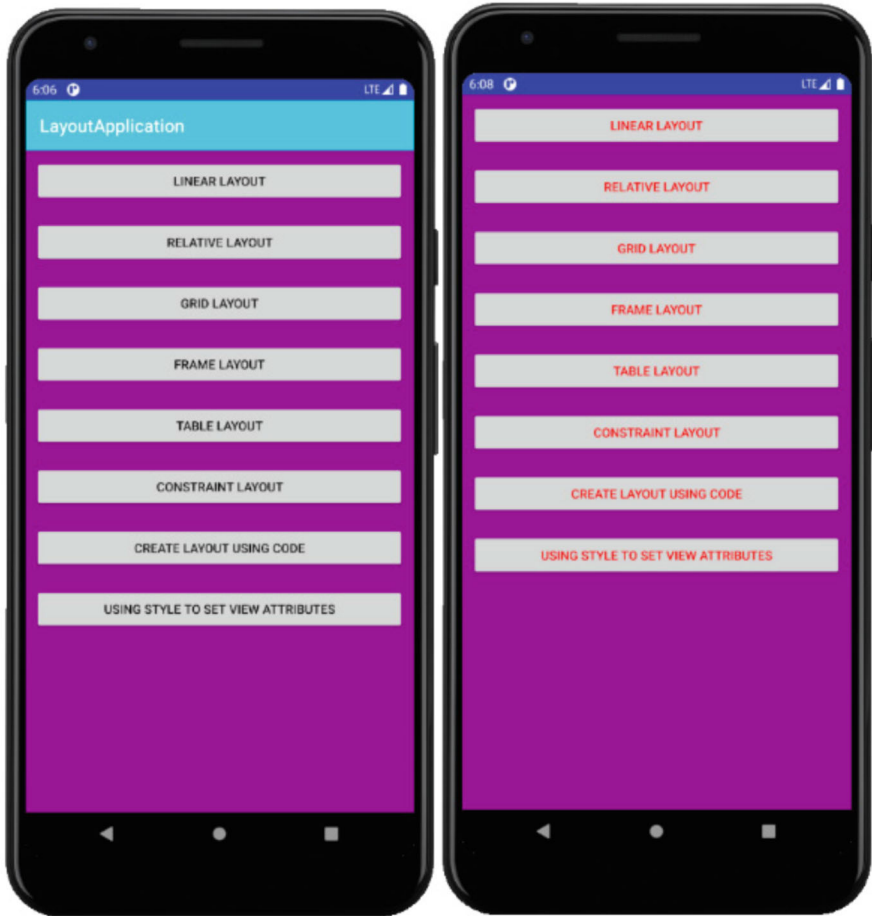 6:06 LTE
LayoutApplication
LINEAR LAYOUT
RELATIVE LAYOUT
GRID LAYOUT
FRAME LAYOUT
TABLE LAYOUT
CONSTRAINT LAYOUT
CREATE LAYOUT USING CODE
USING STYLE TO SET VIEW ATTRIBUTES
6:08 LTE
LINEAR LAYOUT
RELATIVE LAYOUT
GRID LAYOUT
FRAME LAYOUT
TABLE LAYOUT
CONSTRAINT LAYOUT
CREATE LAYOUT USING CODE
USING STYLE TO SET VIEW ATTRIBUTES